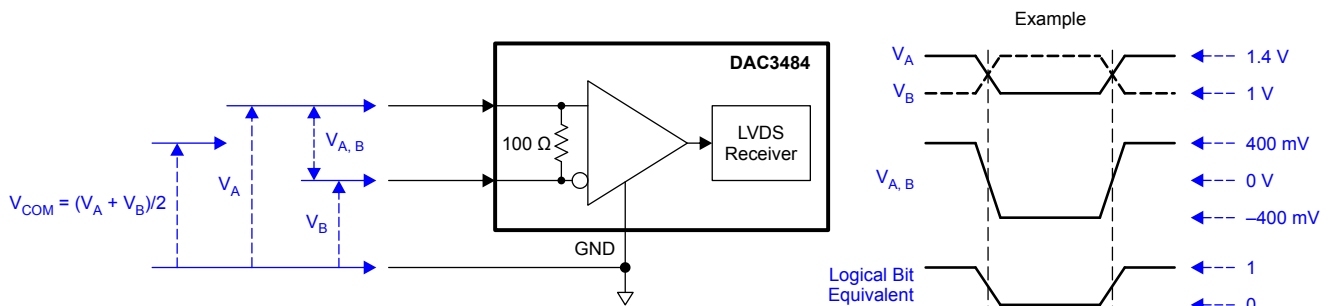 Example
DAC3484
V_A
1.4 V
V_B
1 V
100 Ω
LVDS
Receiver
V_A, B
400 mV
V_A
V_A, B
0 V
V_COM = (V_A + V_B)/2
V_B
–400 mV
GND
Logical Bit
Equivalent
1
0